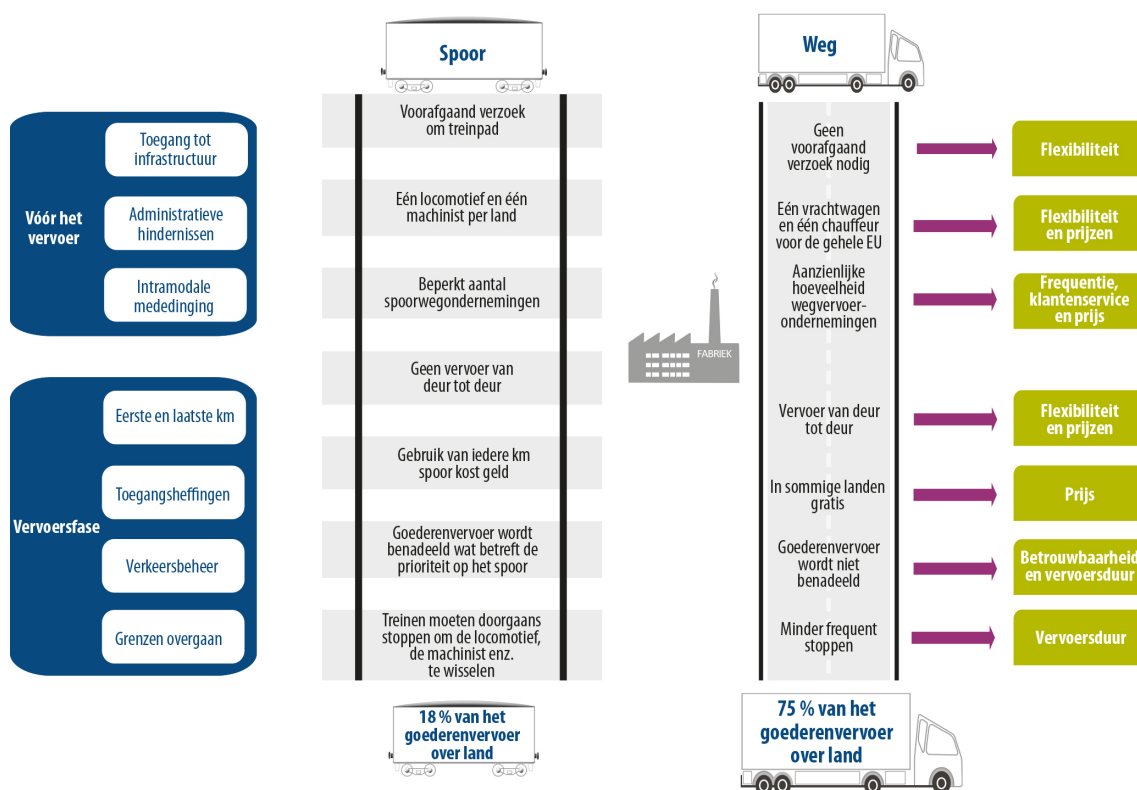 Spoor
Weg
Vóór het
vervoer
Toegang tot
infrastructuur
Voorafgaand verzoek
om treinpad
Geen
voorafgaand
verzoek nodig
Flexibiliteit
Administratieve
hindernissen
Eén locomotief en één
machinist per land
Eén vrachtwagen
en één chauffeur
voor de gehele EU
Flexibiliteit
en prijzen
Intramodale
mededinging
Beperkt aantal
spoorwegondernemingen
Aanzienlijke
hoeveelheid
wegvervoer-
ondernemingen
Frequentie,
klantenservice
en prijs
FABRIEK
Vervoersfase
Eerste en laatste km
Geen vervoer van
deur tot deur
Vervoer van deur
tot deur
Flexibiliteit
en prijzen
Toegangsheffingen
Gebruik van iedere km
spoor kost geld
In sommige landen
gratis
Prijs
Verkeersbeheer
Goederenvervoer wordt
benadeeld wat betreft de
prioriteit op het spoor
Goederenvervoer
wordt niet
benadeeld
Betrouwbaarheid
en vervoersduur
Grenzen overgaan
Treinen moeten doorgaans
stoppen om de locomotief,
de machinist enz.
te wisselen
Minder frequent
stoppen
Vervoersduur
18 % van het
goederenvervoer
over land
75 % van het
goederenvervoer
over land